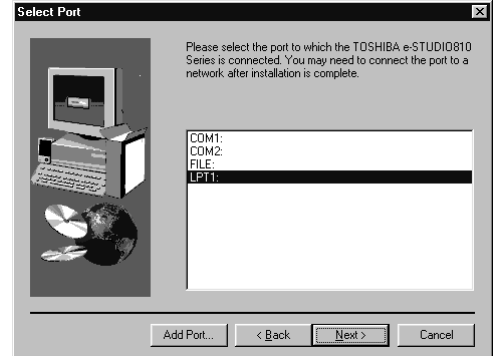 Select Port
Please select the port to which the TOSHIBA e-STUDIO810
Series is connected. You may need to connect the port to a
network after installation is complete.
COM1:
COM2:
FILE:
LPT1:
Add Port...
< Back
Next >
Cancel